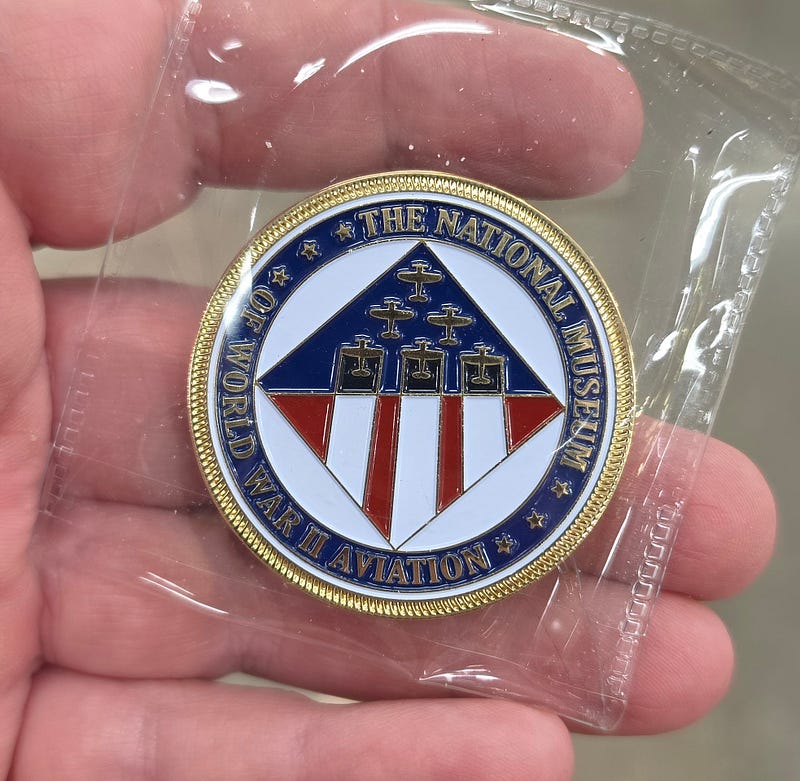 THE NATIONAL MUSEUM
OF WORLD WAR II AVIATION